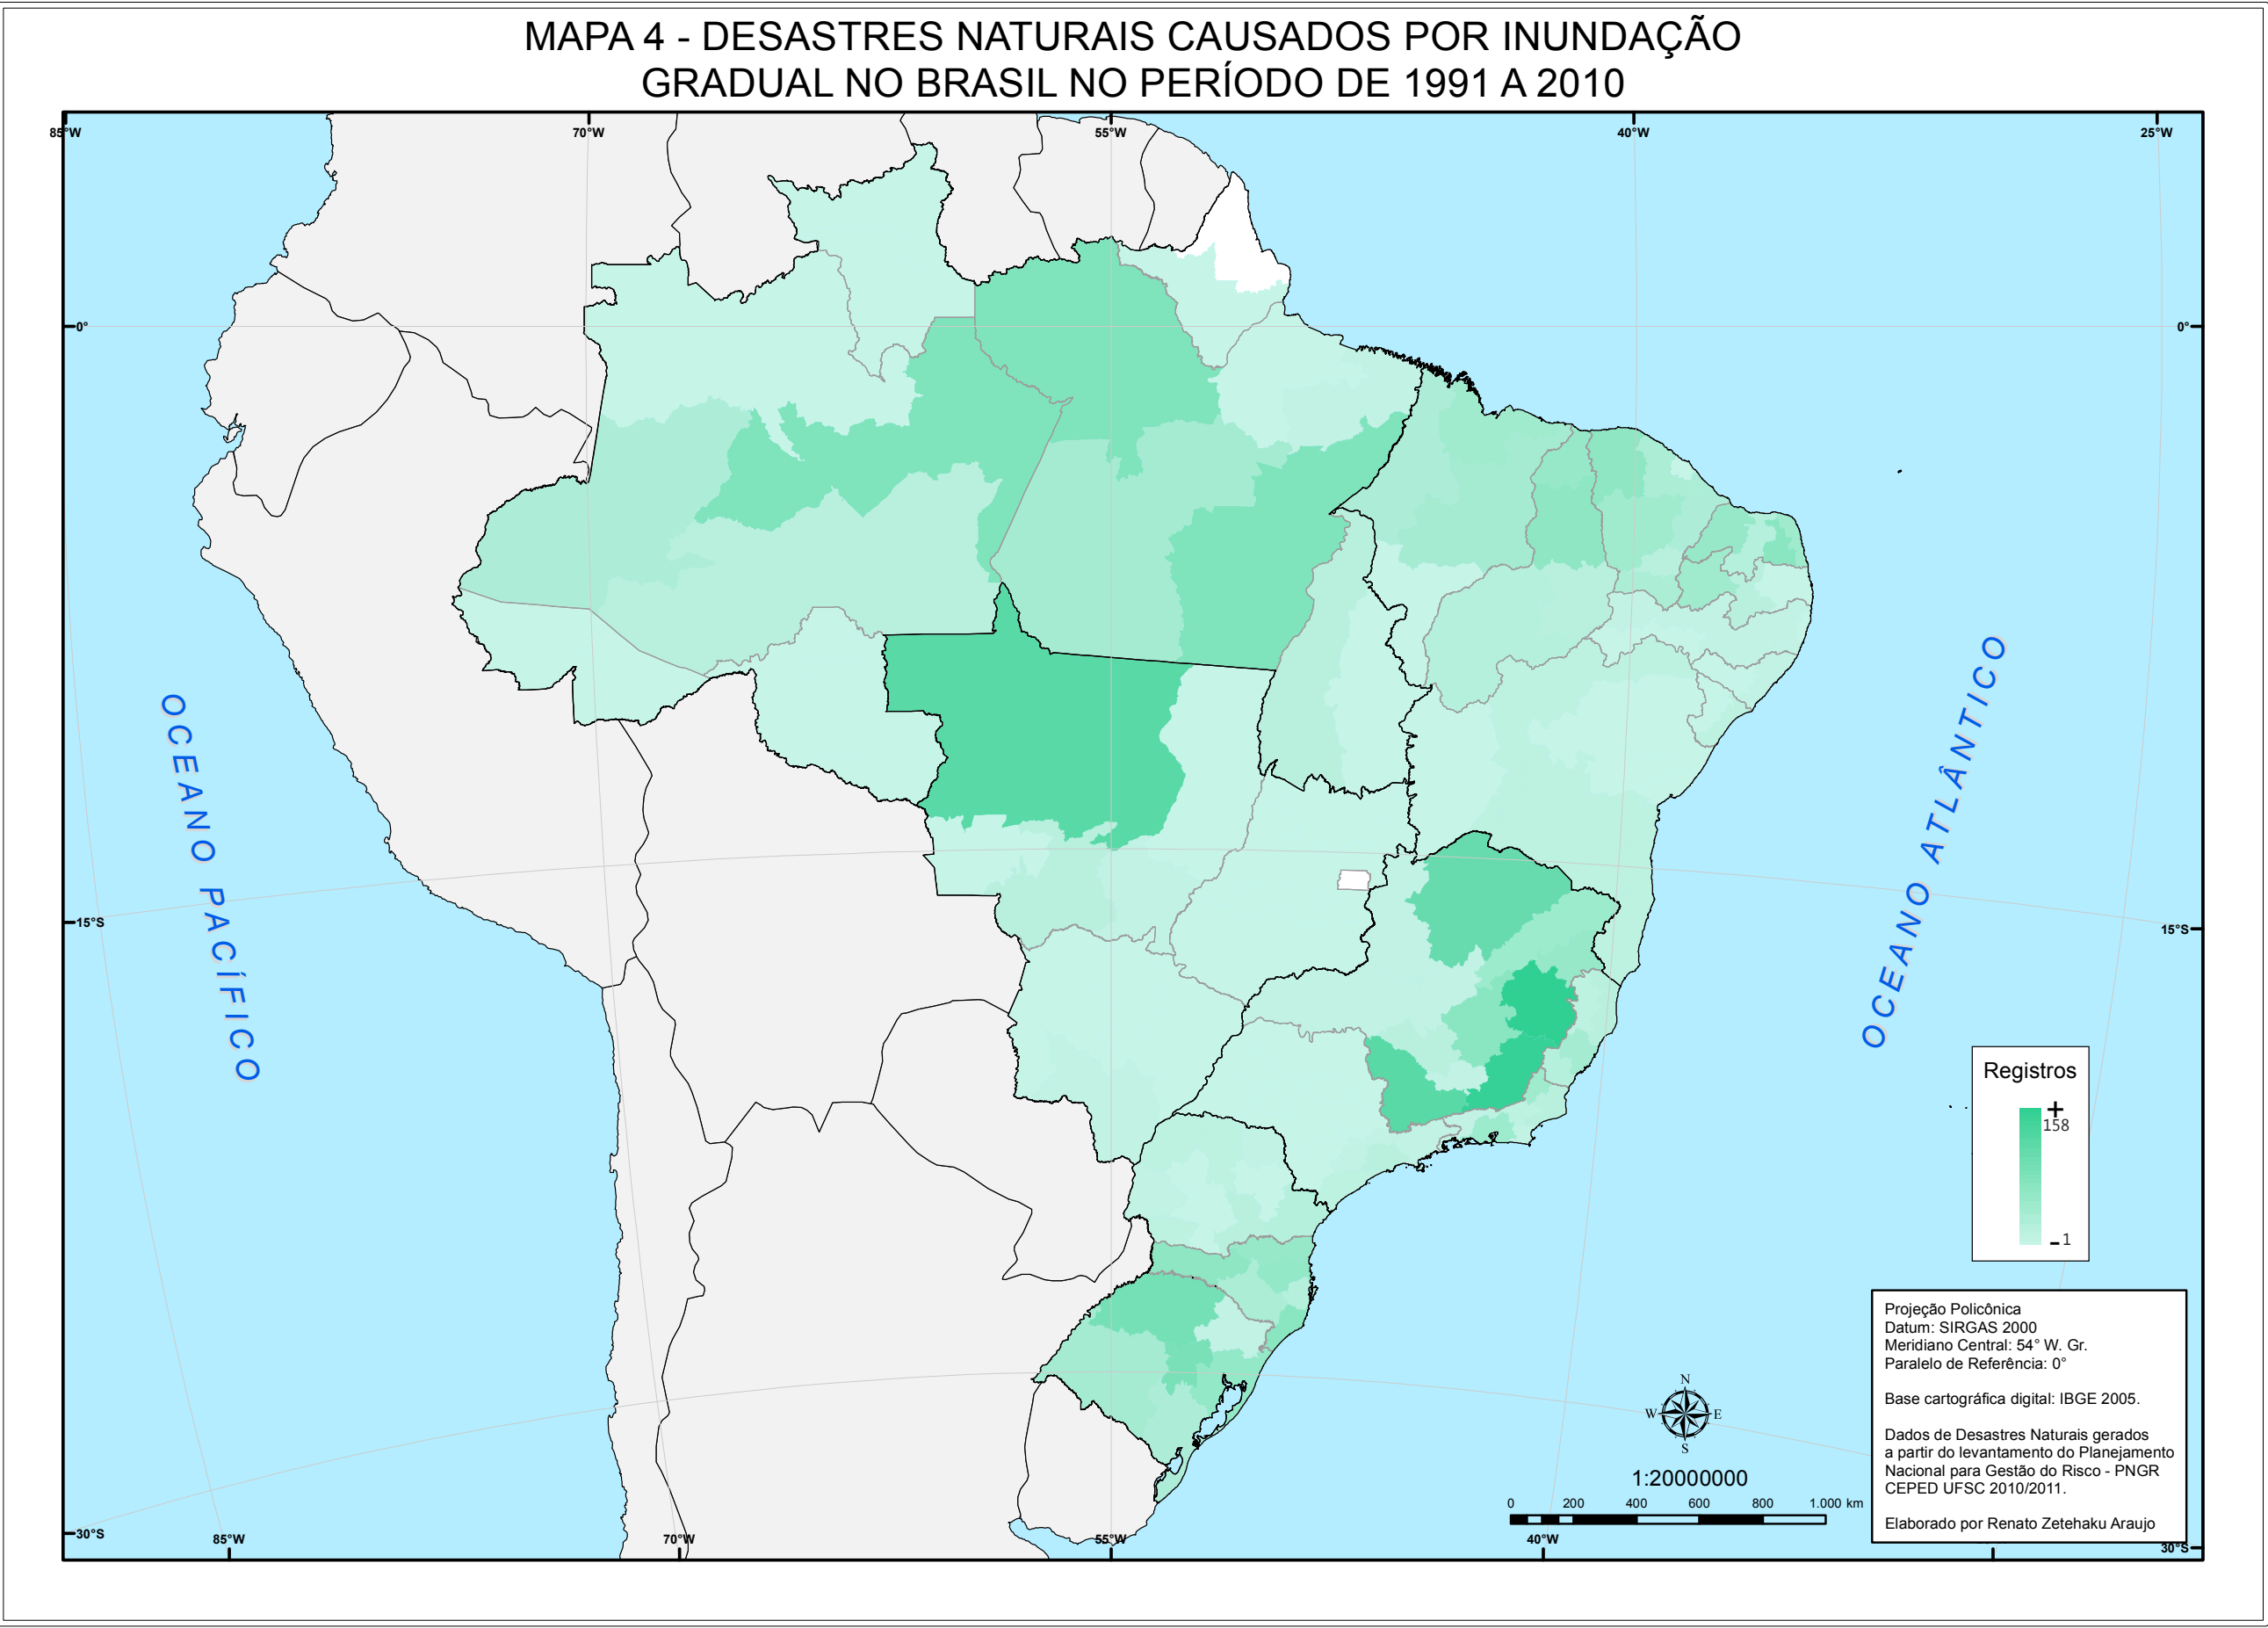 MAPA 4 - DESASTRES NATURAIS CAUSADOS POR INUNDAÇÃO
GRADUAL NO BRASIL NO PERÍODO DE 1991 A 2010
85°W
70°W
55°W
40°W
25°W
0°
0°
OCEANO PACÍFICO
OCEANO ATLÂNTICO
15°S
15°S
Registros
+
158
-1
Projeção Policônica
Datum: SIRGAS 2000
Meridiano Central: 54° W. Gr.
Paralelo de Referência: 0°
Base cartográfica digital: IBGE 2005.
Dados de Desastres Naturais gerados
a partir do levantamento do Planejamento
Nacional para Gestão do Risco - PNGR
CEPED UFSC 2010/2011.
Elaborado por Renato Zetehaku Araujo
N
W E
S
1:20000000
0 200 400 600 800 1.000 km
30°S
30°S
85°W
70°W
55°W
40°W